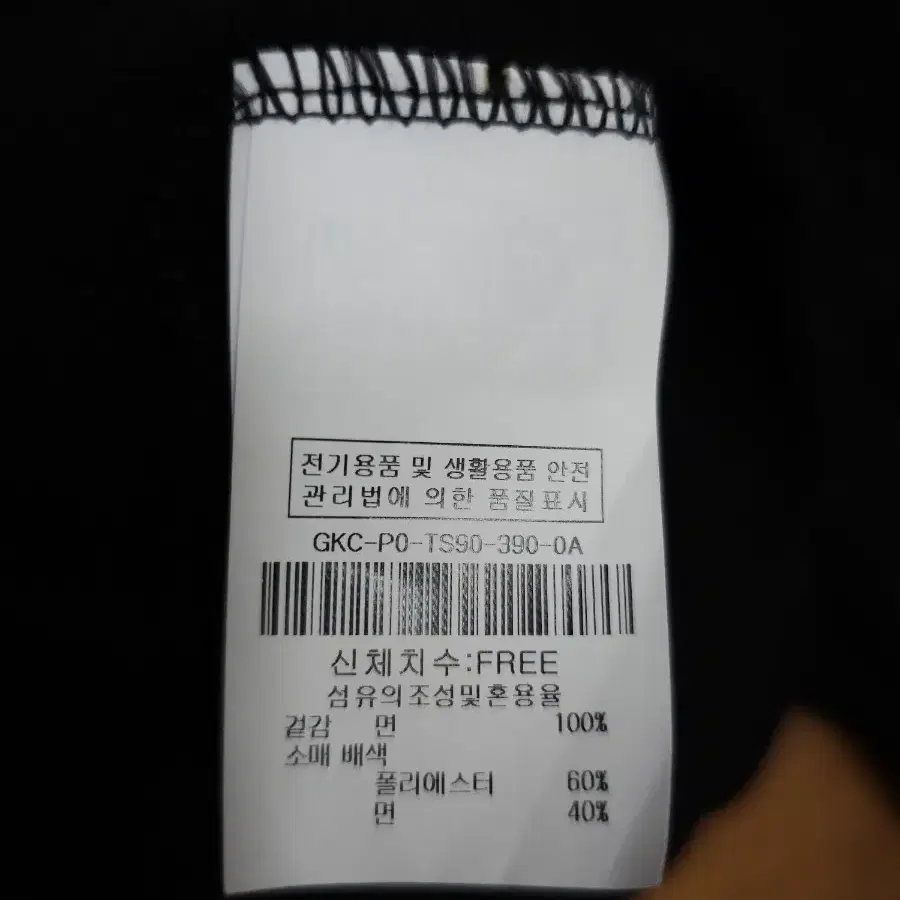 전기용품 및 생활용품 안전
관리법에 의한 품질표시
GKC-PO-TS90-390-0A
신체치수:FREE
섬유의조성및혼용율
겉감 면 100%
소매 배색
폴리에스터 60%
면 40%